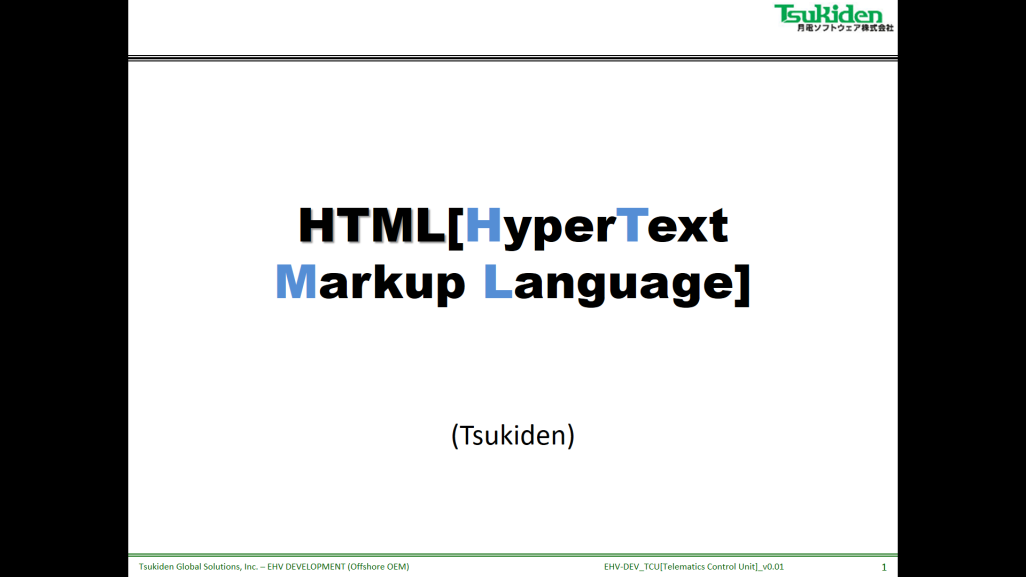 Tsukiden
月電ソフトウェア株式会社
HTML[HyperText
Markup Language]
(Tsukiden)
Tsukiden Global Solutions, Inc. – EHV DEVELOPMENT (Offshore OEM)
EHV-DEV_TCU[Telematics Control Unit]_v0.01
1